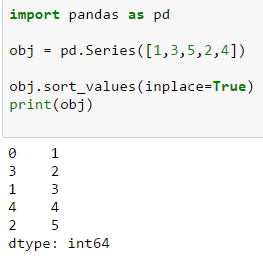 import pandas as pd
obj = pd.Series([1,3,5,2,4])
obj.sort_values(inplace=True)
print(obj)
0    1
3    2
1    3
4    4
2    5
dtype: int64